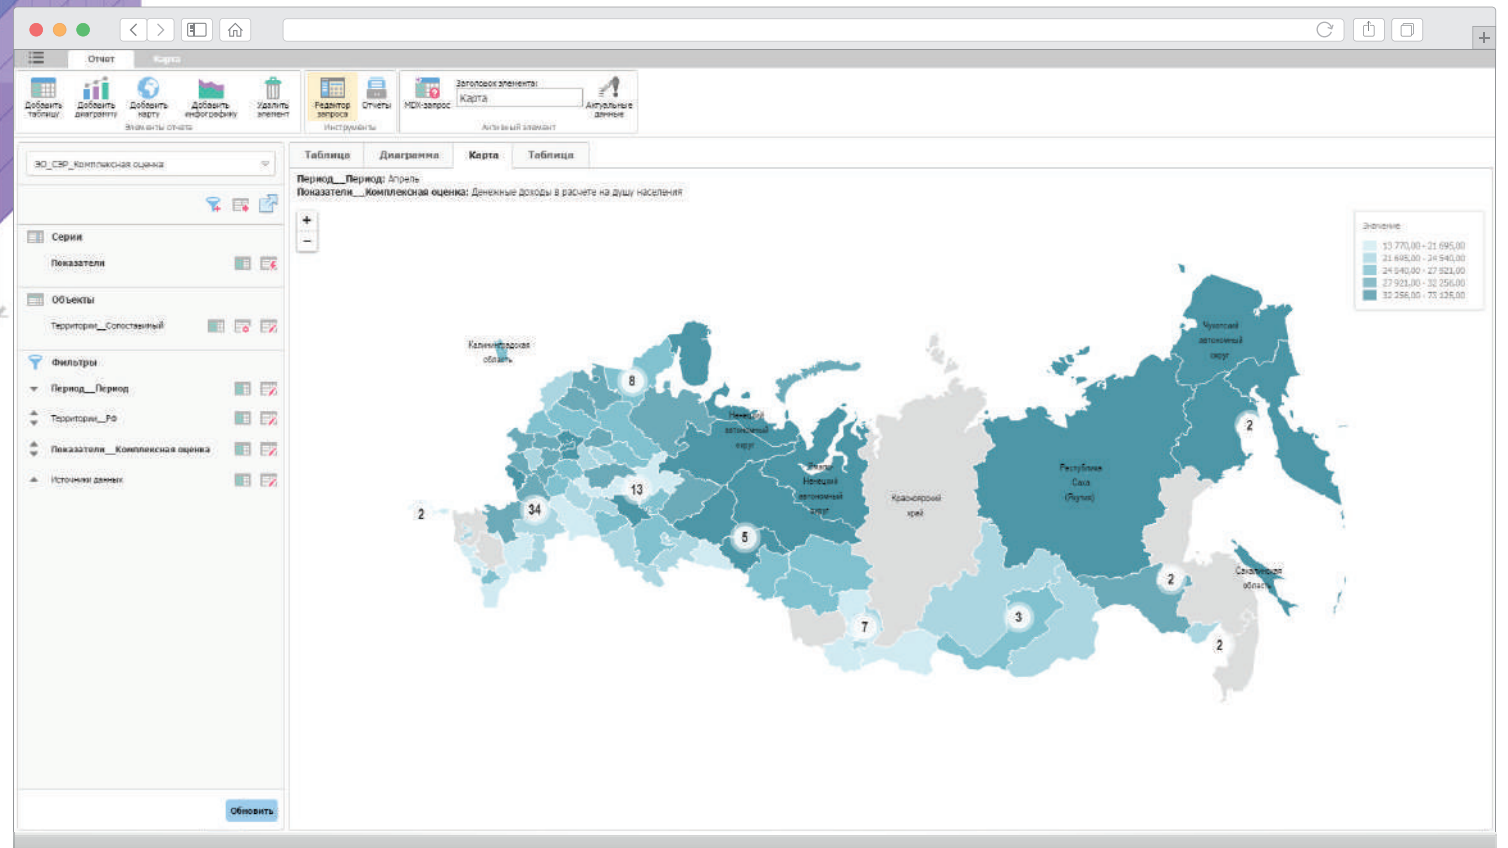 Отчет Карта
Добавить таблицу
Добавить диаграмму
Добавить карту
Добавить инфографику
Удалить элемент
Элементы отчета
Редактор запроса
Отчеты
Инструменты
MDX-запрос
Заголовок элемента:
Карта
Актуальные данные
Активный элемент
ЭО_СЭР_Комплексная оценка
Серии
Показатели
Объекты
Территории__Сопоставимый
Фильтры
Период__Период
Территории__РФ
Показатели__Комплексная оценка
Источники данных
Обновить
Таблица Диаграмма Карта Таблица
Период__Период: Апрель
Показатели__Комплексная оценка: Денежные доходы в расчете на душу населения
+
−
Значение
13 770,00 - 21 695,00
21 695,00 - 24 540,00
24 540,00 - 27 921,00
27 921,00 - 32 256,00
32 256,00 - 73 125,00
Чукотский
автономный
округ
Калининградская
область
8
Ненецкий
автономный
округ
2
Ямало-
Ненецкий
автономный
округ
Республика
Саха
(Якутия)
13
Красноярский
край
34
2
5
Сахалинская
область
2
3
7
2